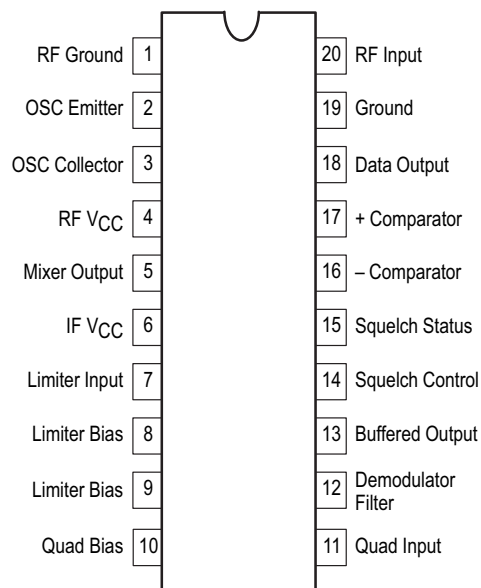 RF Ground 1
OSC Emitter 2
OSC Collector 3
RF VCC 4
Mixer Output 5
IF VCC 6
Limiter Input 7
Limiter Bias 8
Limiter Bias 9
Quad Bias 10
20 RF Input
19 Ground
18 Data Output
17 + Comparator
16 – Comparator
15 Squelch Status
14 Squelch Control
13 Buffered Output
12 Demodulator
Filter
11 Quad Input